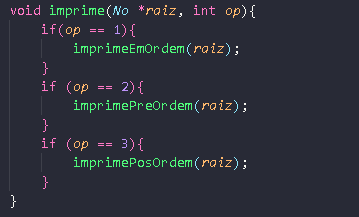 void imprime(No *raiz, int op){
    if(op == 1){
        imprimeEmOrdem(raiz);
    }
    if (op == 2){
        imprimePreOrdem(raiz);
    }
    if (op == 3){
        imprimePosOrdem(raiz);
    }
}